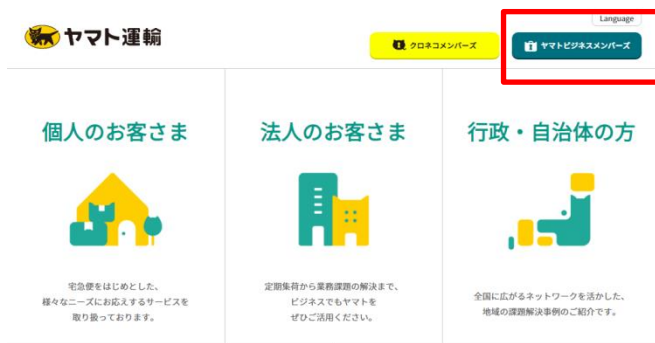 Language
ヤマト運輸
クロネコメンバーズ
ヤマトビジネスメンバーズ
個人のお客さま
宅急便をはじめとした、
様々なニーズにお応えするサービスを
取り扱っております。
法人のお客さま
定期集荷から業務課題の解決まで、
ビジネスでもヤマトを
ぜひご活用ください。
行政・自治体の方
全国に広がるネットワークを活かした、
地域の課題解決事例のご紹介です。